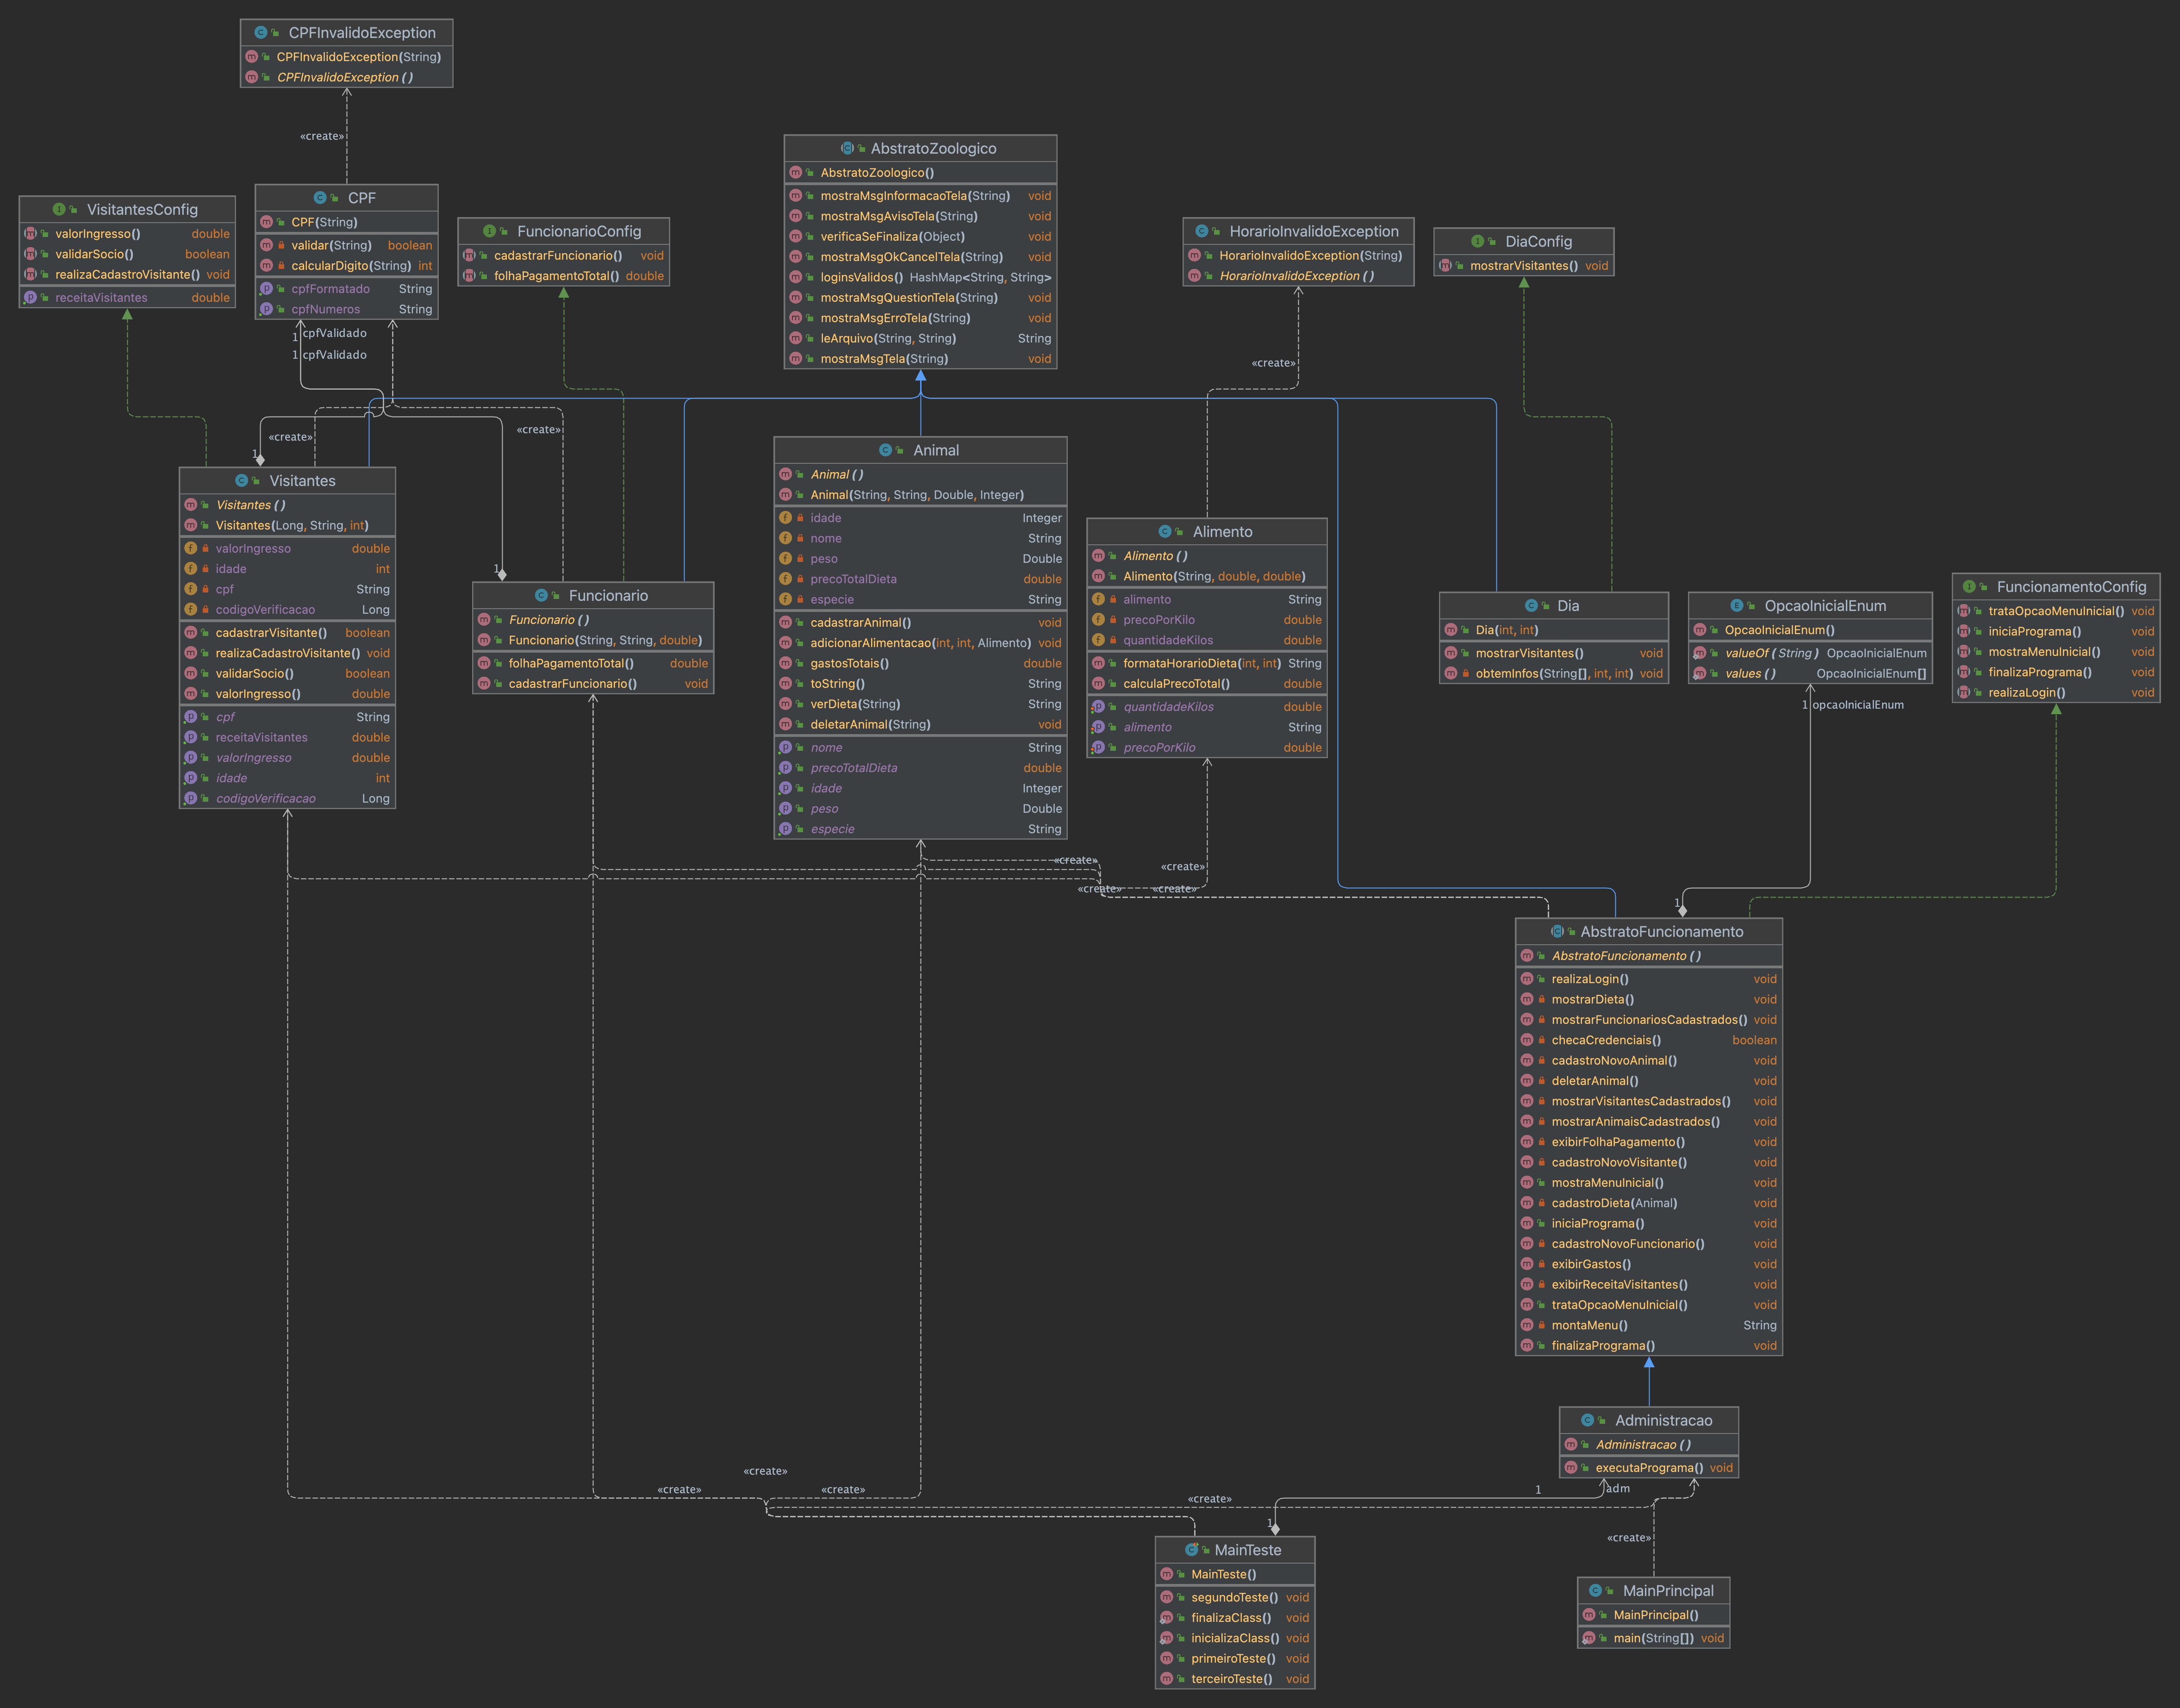 CPFInvalidoException
CPFInvalidoException(String)
CPFInvalidoException ( )
«create»
VisitantesConfig
valorIngresso() double
validarSocio() boolean
realizaCadastroVisitante() void
receitaVisitantes double
CPF
CPF(String)
validar(String) boolean
calcularDigito(String) int
cpfFormatado String
cpfNumeros String
1 cpfValidado
1 cpfValidado
FuncionarioConfig
cadastrarFuncionario() void
folhaPagamentoTotal() double
AbstratoZoologico
AbstratoZoologico()
mostraMsgInformacaoTela(String) void
mostraMsgAvisoTela(String) void
verificaSeFinaliza(Object) void
mostraMsgOkCancelTela(String) void
loginsValidos() HashMap<String, String>
mostraMsgQuestionTela(String) void
mostraMsgErroTela(String) void
leArquivo(String, String) String
mostraMsgTela(String) void
HorarioInvalidoException
HorarioInvalidoException(String)
HorarioInvalidoException ( )
«create»
DiaConfig
mostrarVisitantes() void
«create»
1
«create»
1
Visitantes
Visitantes ( )
Visitantes(Long, String, int)
valorIngresso double
idade int
cpf String
codigoVerificacao Long
cadastrarVisitante() boolean
realizaCadastroVisitante() void
validarSocio() boolean
valorIngresso() double
cpf String
receitaVisitantes double
valorIngresso double
idade int
codigoVerificacao Long
Funcionario
Funcionario ( )
Funcionario(String, String, double)
folhaPagamentoTotal() double
cadastrarFuncionario() void
Animal
Animal ( )
Animal(String, String, Double, Integer)
idade Integer
nome String
peso Double
precoTotalDieta double
especie String
cadastrarAnimal() void
adicionarAlimentacao(int, int, Alimento) void
gastosTotais() double
toString() String
verDieta(String) String
deletarAnimal(String) void
nome String
precoTotalDieta double
idade Integer
peso Double
especie String
Alimento
Alimento ( )
Alimento(String, double, double)
alimento String
precoPorKilo double
quantidadeKilos double
formataHorarioDieta(int, int) String
calculaPrecoTotal() double
quantidadeKilos double
alimento String
precoPorKilo double
Dia
Dia(int, int)
mostrarVisitantes() void
obtemInfos(String[], int, int) void
OpcaoInicialEnum
OpcaoInicialEnum()
valueOf ( String ) OpcaoInicialEnum
values ( ) OpcaoInicialEnum[]
1 opcaoInicialEnum
FuncionamentoConfig
trataOpcaoMenuInicial() void
iniciaPrograma() void
mostraMenuInicial() void
finalizaPrograma() void
realizaLogin() void
«create»
«create»
«create»
«create»
1
AbstratoFuncionamento
AbstratoFuncionamento ( )
realizaLogin() void
mostrarDieta() void
mostrarFuncionariosCadastrados() void
checaCredenciais() boolean
cadastroNovoAnimal() void
deletarAnimal() void
mostrarVisitantesCadastrados() void
mostrarAnimaisCadastrados() void
exibirFolhaPagamento() void
cadastroNovoVisitante() void
mostraMenuInicial() void
cadastroDieta(Animal) void
iniciaPrograma() void
cadastroNovoFuncionario() void
exibirGastos() void
exibirReceitaVisitantes() void
trataOpcaoMenuInicial() void
montaMenu() String
finalizaPrograma() void
Administracao
Administracao ( )
executaPrograma() void
«create»
«create»
«create»
«create»
1
adm
1
«create»
MainTeste
MainTeste()
segundoTeste() void
finalizaClass() void
inicializaClass() void
primeiroTeste() void
terceiroTeste() void
MainPrincipal
MainPrincipal()
main(String[]) void